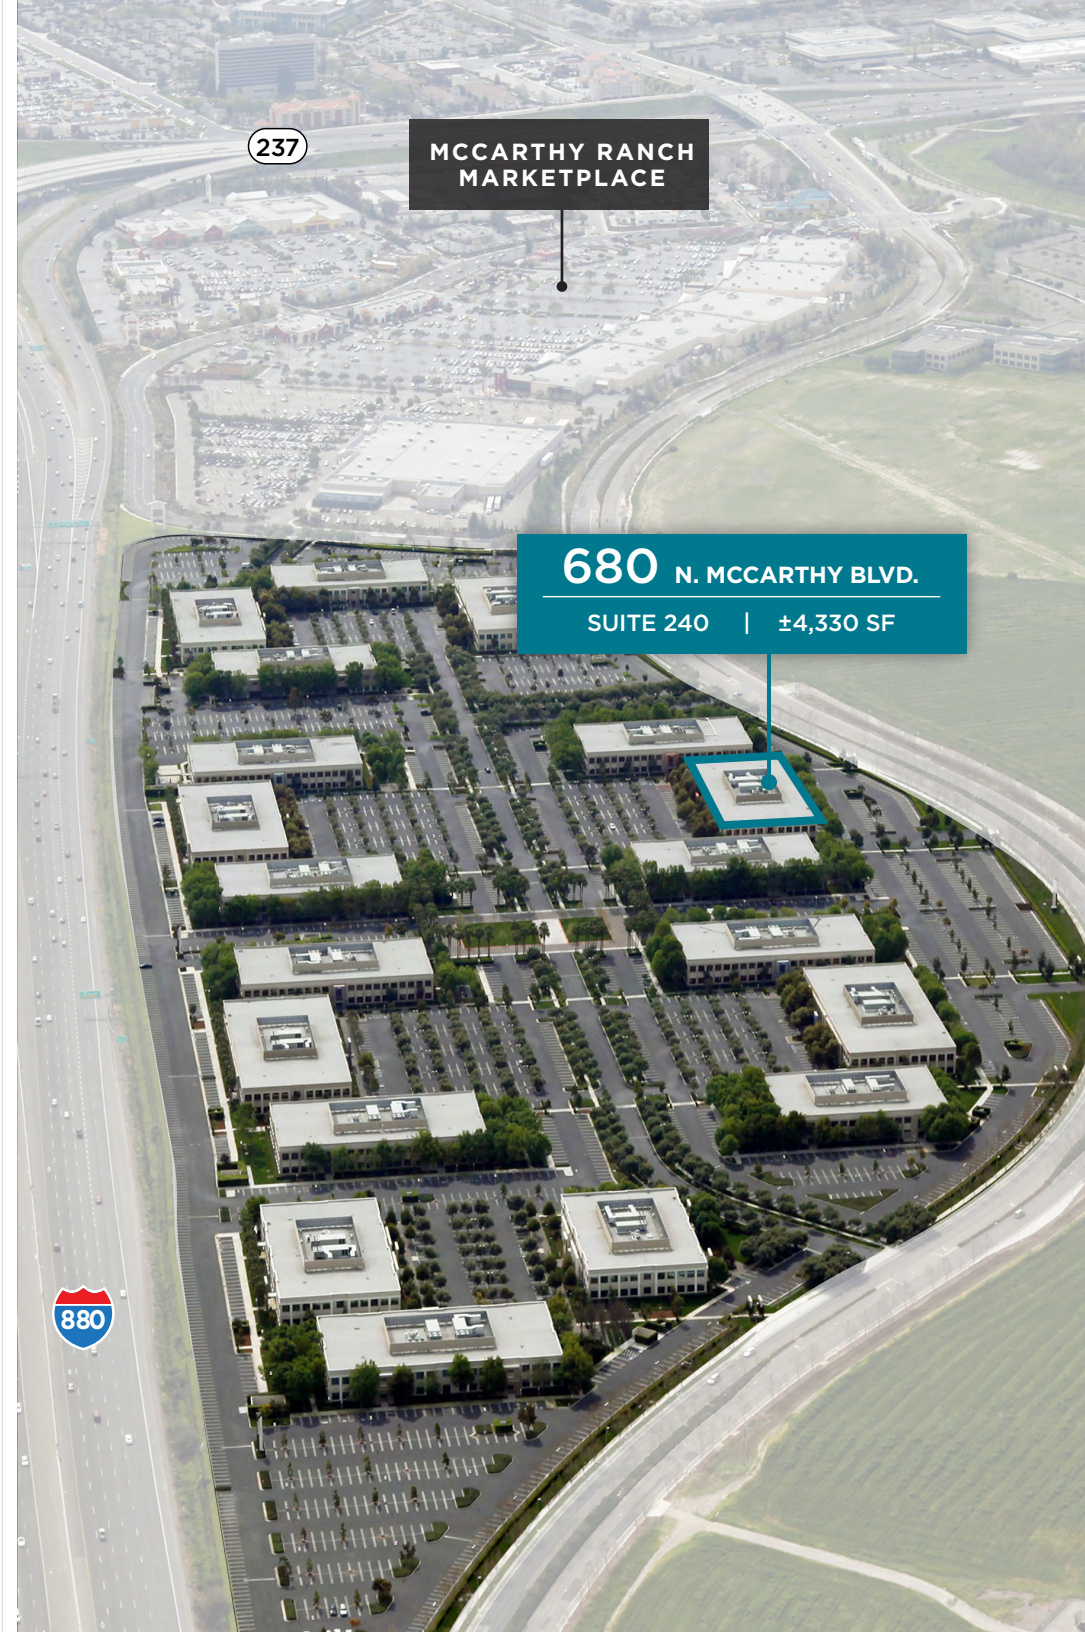 237
MCCARTHY RANCH
MARKETPLACE
680 N. MCCARTHY BLVD.
SUITE 240 | ±4,330 SF
880